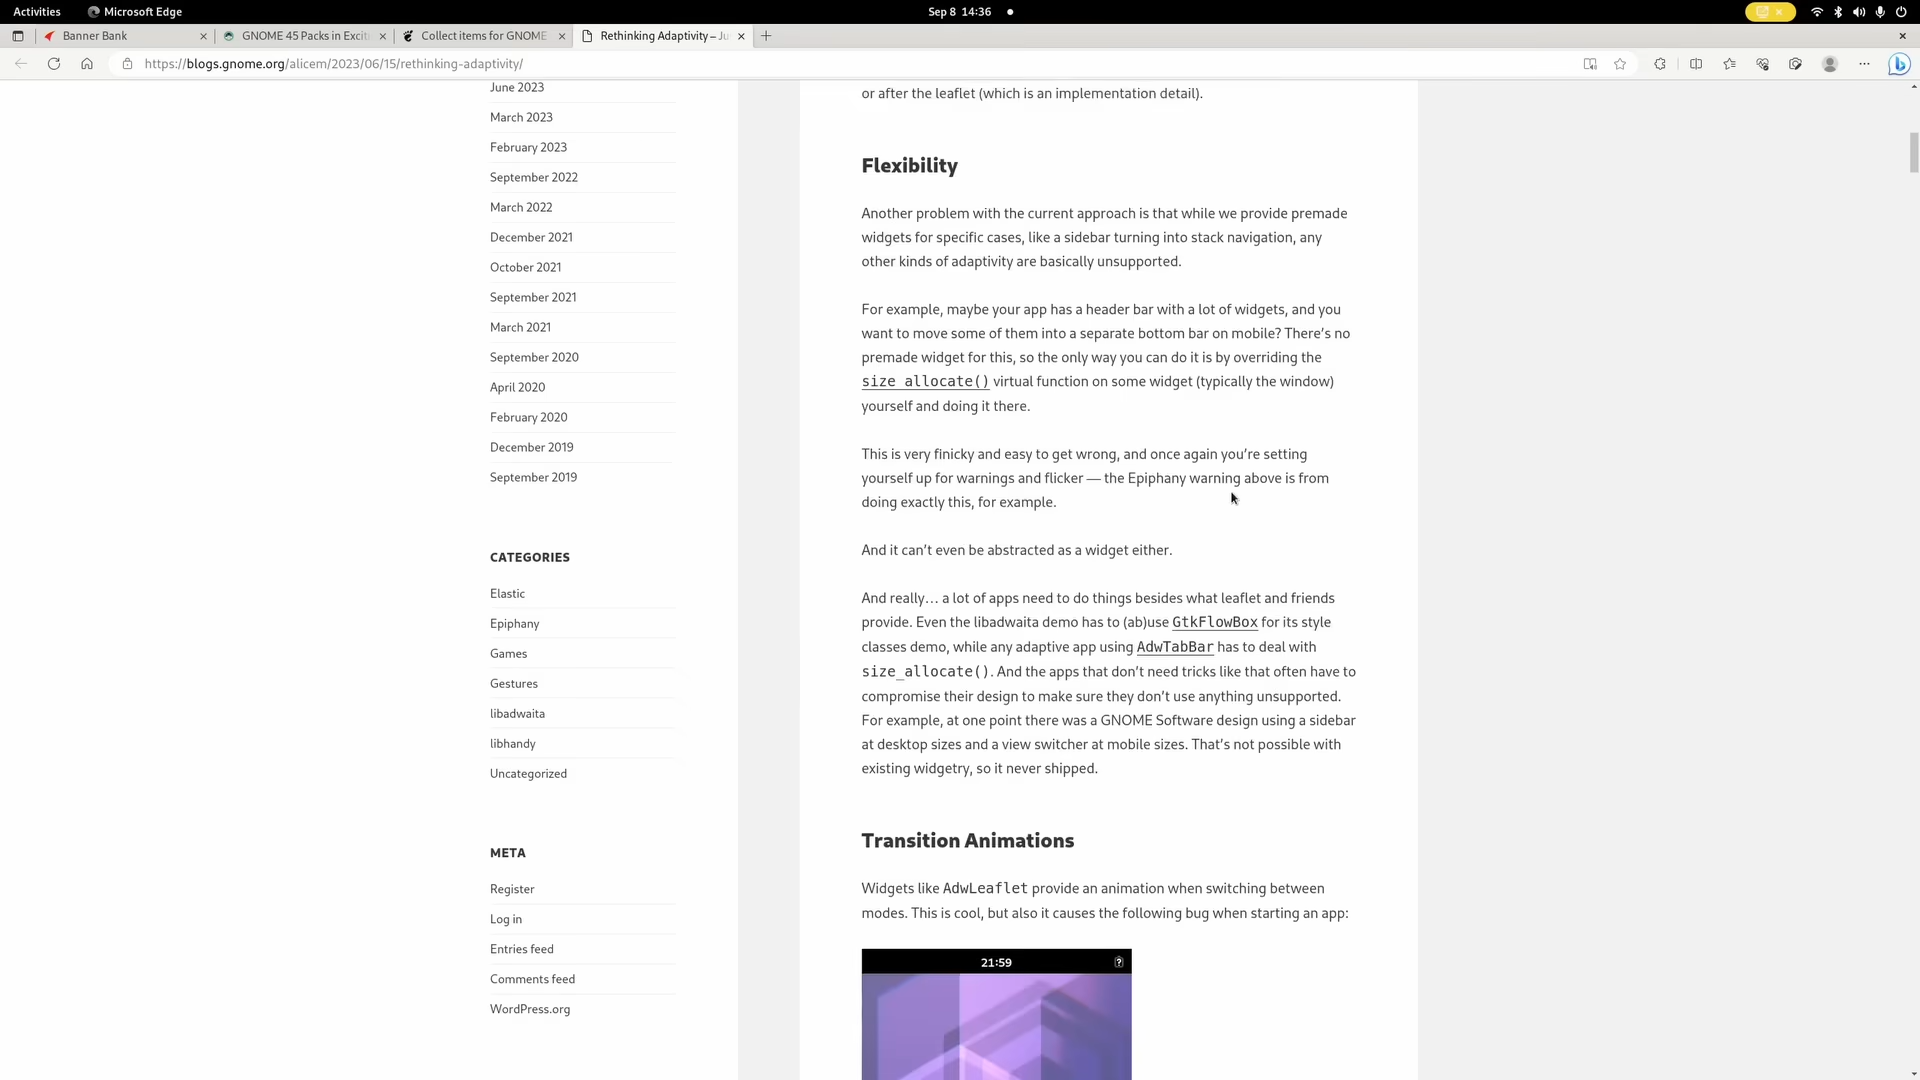 Activities
Microsoft Edge
Sep 8 14:36
Banner Bank
GNOME 45 Packs in Excit
Collect items for GNOME
Rethinking Adaptivity – Ju
https://blogs.gnome.org/alicem/2023/06/15/rethinking-adaptivity/
June 2023
March 2023
February 2023
September 2022
March 2022
December 2021
October 2021
September 2021
March 2021
September 2020
April 2020
February 2020
December 2019
September 2019
CATEGORIES
Elastic
Epiphany
Games
Gestures
libadwaita
libhandy
Uncategorized
META
Register
Log in
Entries feed
Comments feed
WordPress.org
or after the leaflet (which is an implementation detail).
Flexibility
Another problem with the current approach is that while we provide premade
widgets for specific cases, like a sidebar turning into stack navigation, any
other kinds of adaptivity are basically unsupported.
For example, maybe your app has a header bar with a lot of widgets, and you
want to move some of them into a separate bottom bar on mobile? There’s no
premade widget for this, so the only way you can do it is by overriding the
size_allocate() virtual function on some widget (typically the window)
yourself and doing it there.
This is very finicky and easy to get wrong, and once again you’re setting
yourself up for warnings and flicker — the Epiphany warning above is from
doing exactly this, for example.
And it can’t even be abstracted as a widget either.
And really… a lot of apps need to do things besides what leaflet and friends
provide. Even the libadwaita demo has to (ab)use GtkFlowBox for its style
classes demo, while any adaptive app using AdwTabBar has to deal with
size_allocate(). And the apps that don’t need tricks like that often have to
compromise their design to make sure they don’t use anything unsupported.
For example, at one point there was a GNOME Software design using a sidebar
at desktop sizes and a view switcher at mobile sizes. That’s not possible with
existing widgetry, so it never shipped.
Transition Animations
Widgets like AdwLeaflet provide an animation when switching between
modes. This is cool, but also it causes the following bug when starting an app:
21:59